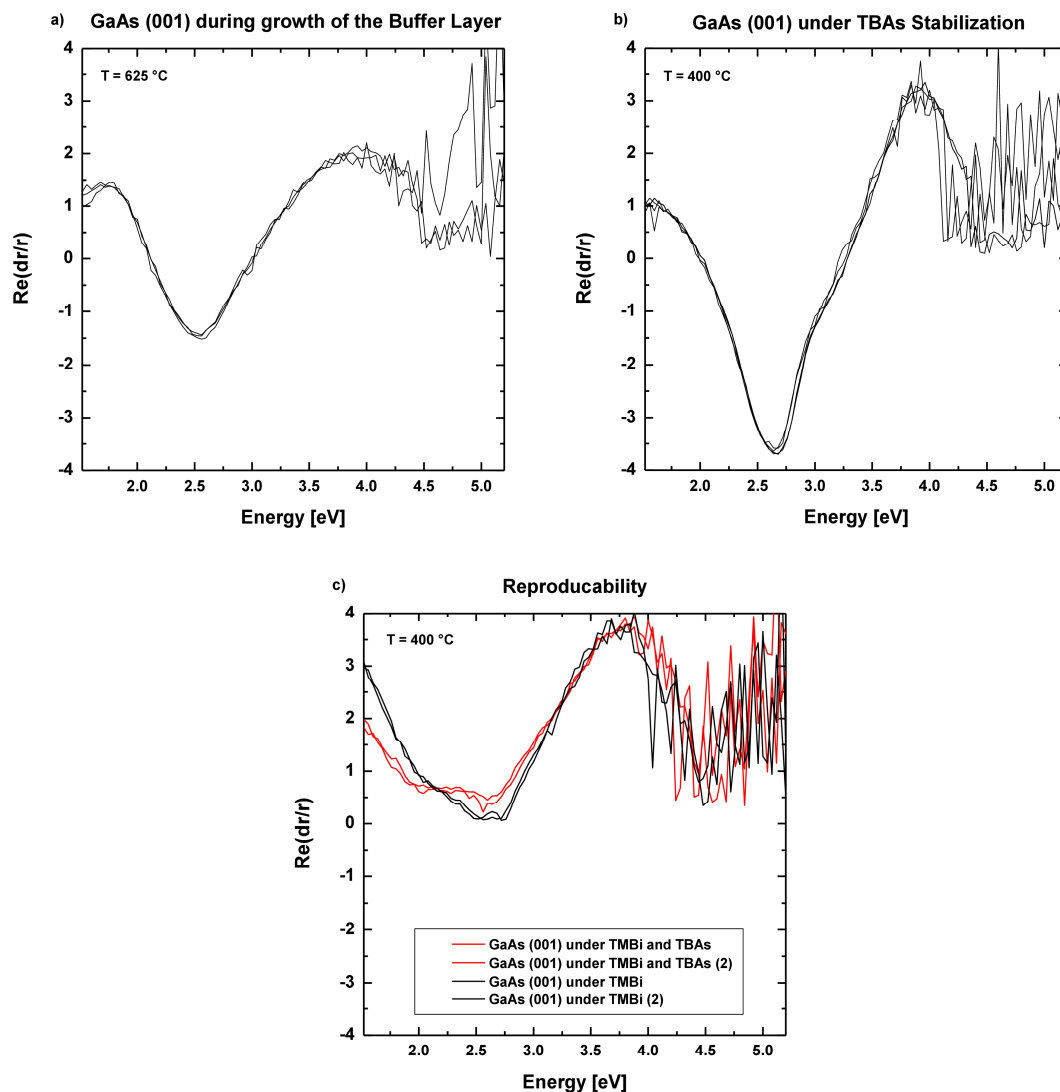 a) GaAs (001) during growth of the Buffer Layer
T = 625 °C
Re(dr/r)
4
3
2
1
0
-1
-2
-3
-4
2.0 2.5 3.0 3.5 4.0 4.5 5.0
Energy [eV]
b) GaAs (001) under TBAs Stabilization
T = 400 °C
Re(dr/r)
4
3
2
1
0
-1
-2
-3
-4
2.0 2.5 3.0 3.5 4.0 4.5 5.0
Energy [eV]
c) Reproducability
T = 400 °C
Re(dr/r)
4
3
2
1
0
-1
-2
-3
-4
GaAs (001) under TMBi and TBAs
GaAs (001) under TMBi and TBAs (2)
GaAs (001) under TMBi
GaAs (001) under TMBi (2)
2.0 2.5 3.0 3.5 4.0 4.5 5.0
Energy [eV]